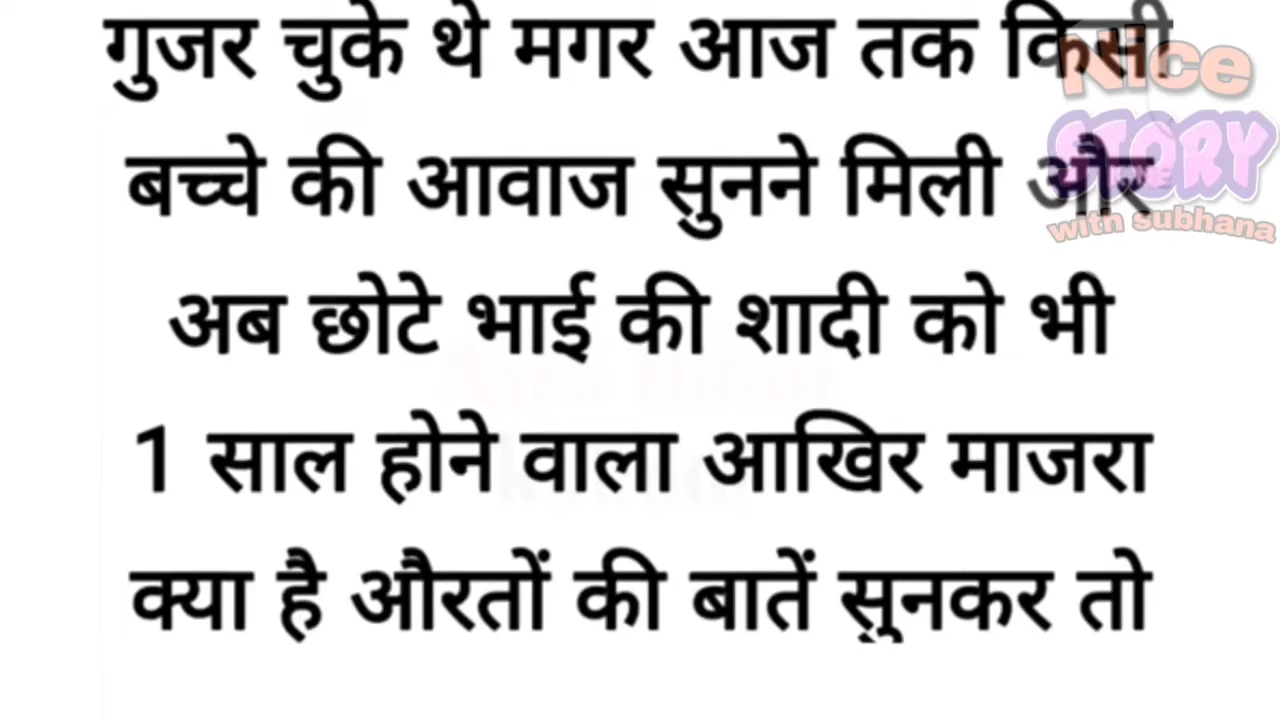 गुजर चुके थे मगर आज तक किसी
बच्चे की आवाज सुनने मिली और
अब छोटे भाई की शादी को भी
1 साल होने वाला आखिर माजरा
क्या है औरतों की बातें सुनकर तो
Nice
STORY
with subhana